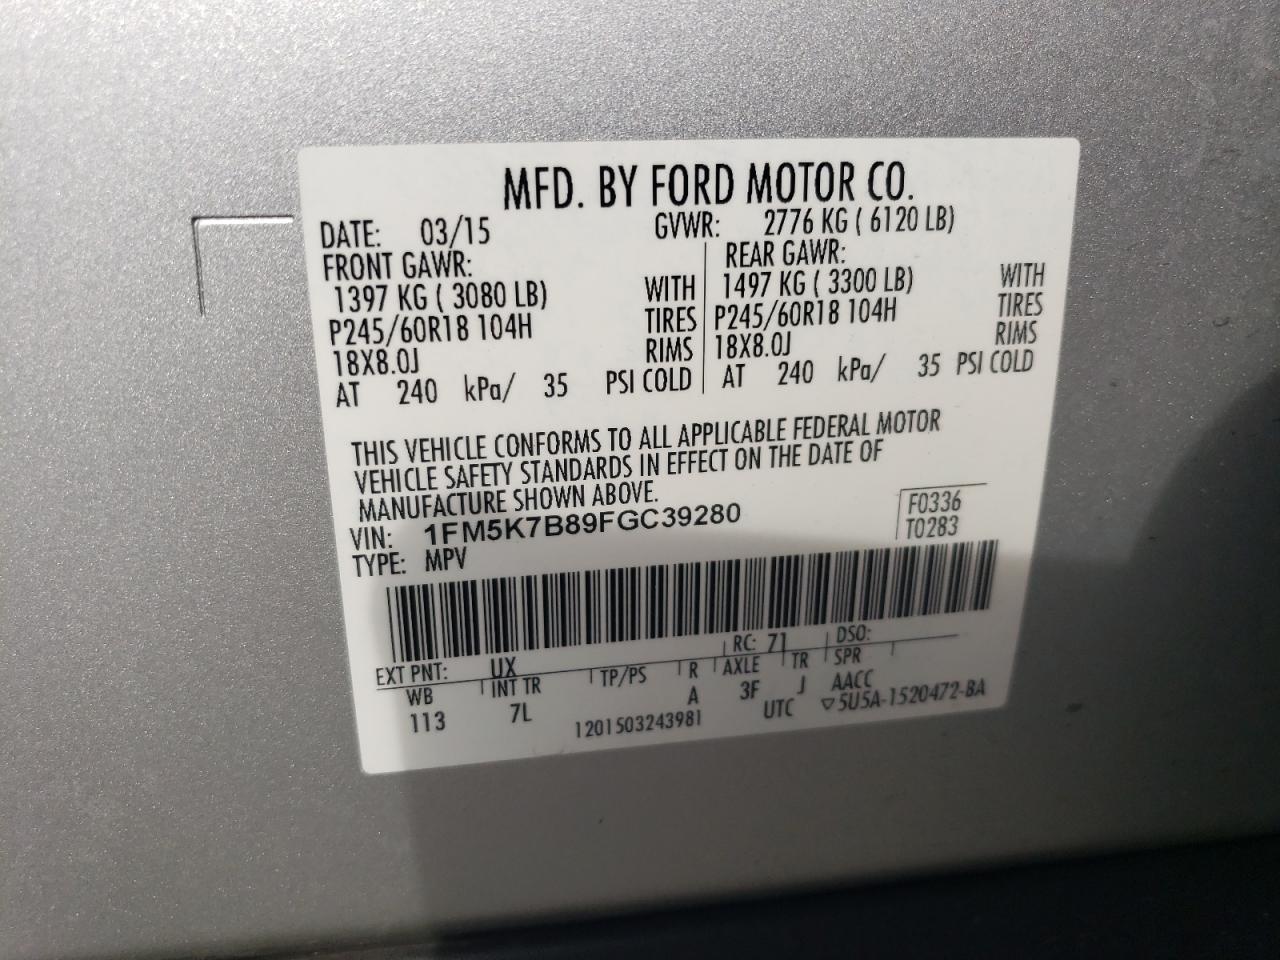 MFD. BY FORD MOTOR CO.
DATE: 03/15 GVWR: 2776 KG ( 6120 LB)
FRONT GAWR: REAR GAWR:
1397 KG ( 3080 LB) WITH 1497 KG ( 3300 LB) WITH
P245/60R18 104H TIRES P245/60R18 104H TIRES
18X8.0J RIMS 18X8.0J RIMS
AT 240 kPa/ 35 PSI COLD AT 240 kPa/ 35 PSI COLD
THIS VEHICLE CONFORMS TO ALL APPLICABLE FEDERAL MOTOR
VEHICLE SAFETY STANDARDS IN EFFECT ON THE DATE OF
MANUFACTURE SHOWN ABOVE.
VIN: 1FM5K7B89FGC39280 F0336
TYPE: MPV T0283
EXT PNT: UX RC: 71 DSO:
WB INT TR TP/PS R AXLE TR SPR
113 7L A 3F J AACC
1201503243981 UTC ▽5U5A-1520472-BA